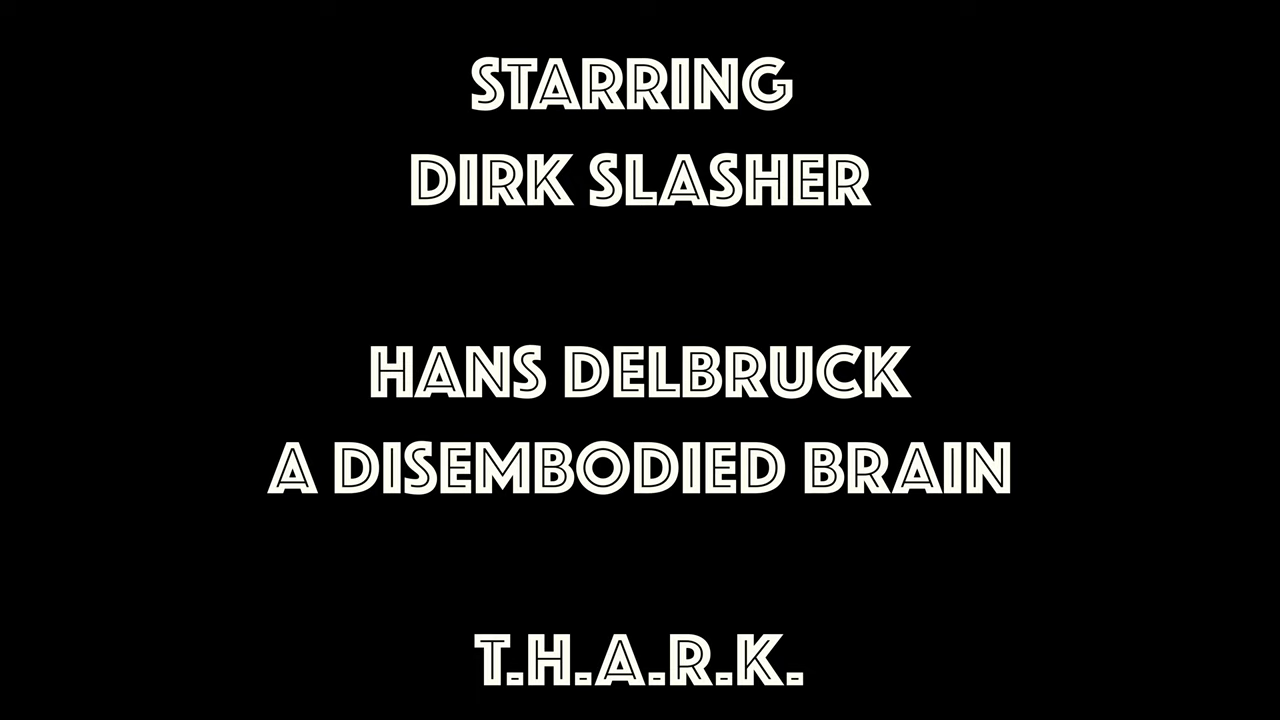 STARRING
DIRK SLASHER
HANS DELBRUCK
A DISEMBODIED BRAIN
T.H.A.R.K.